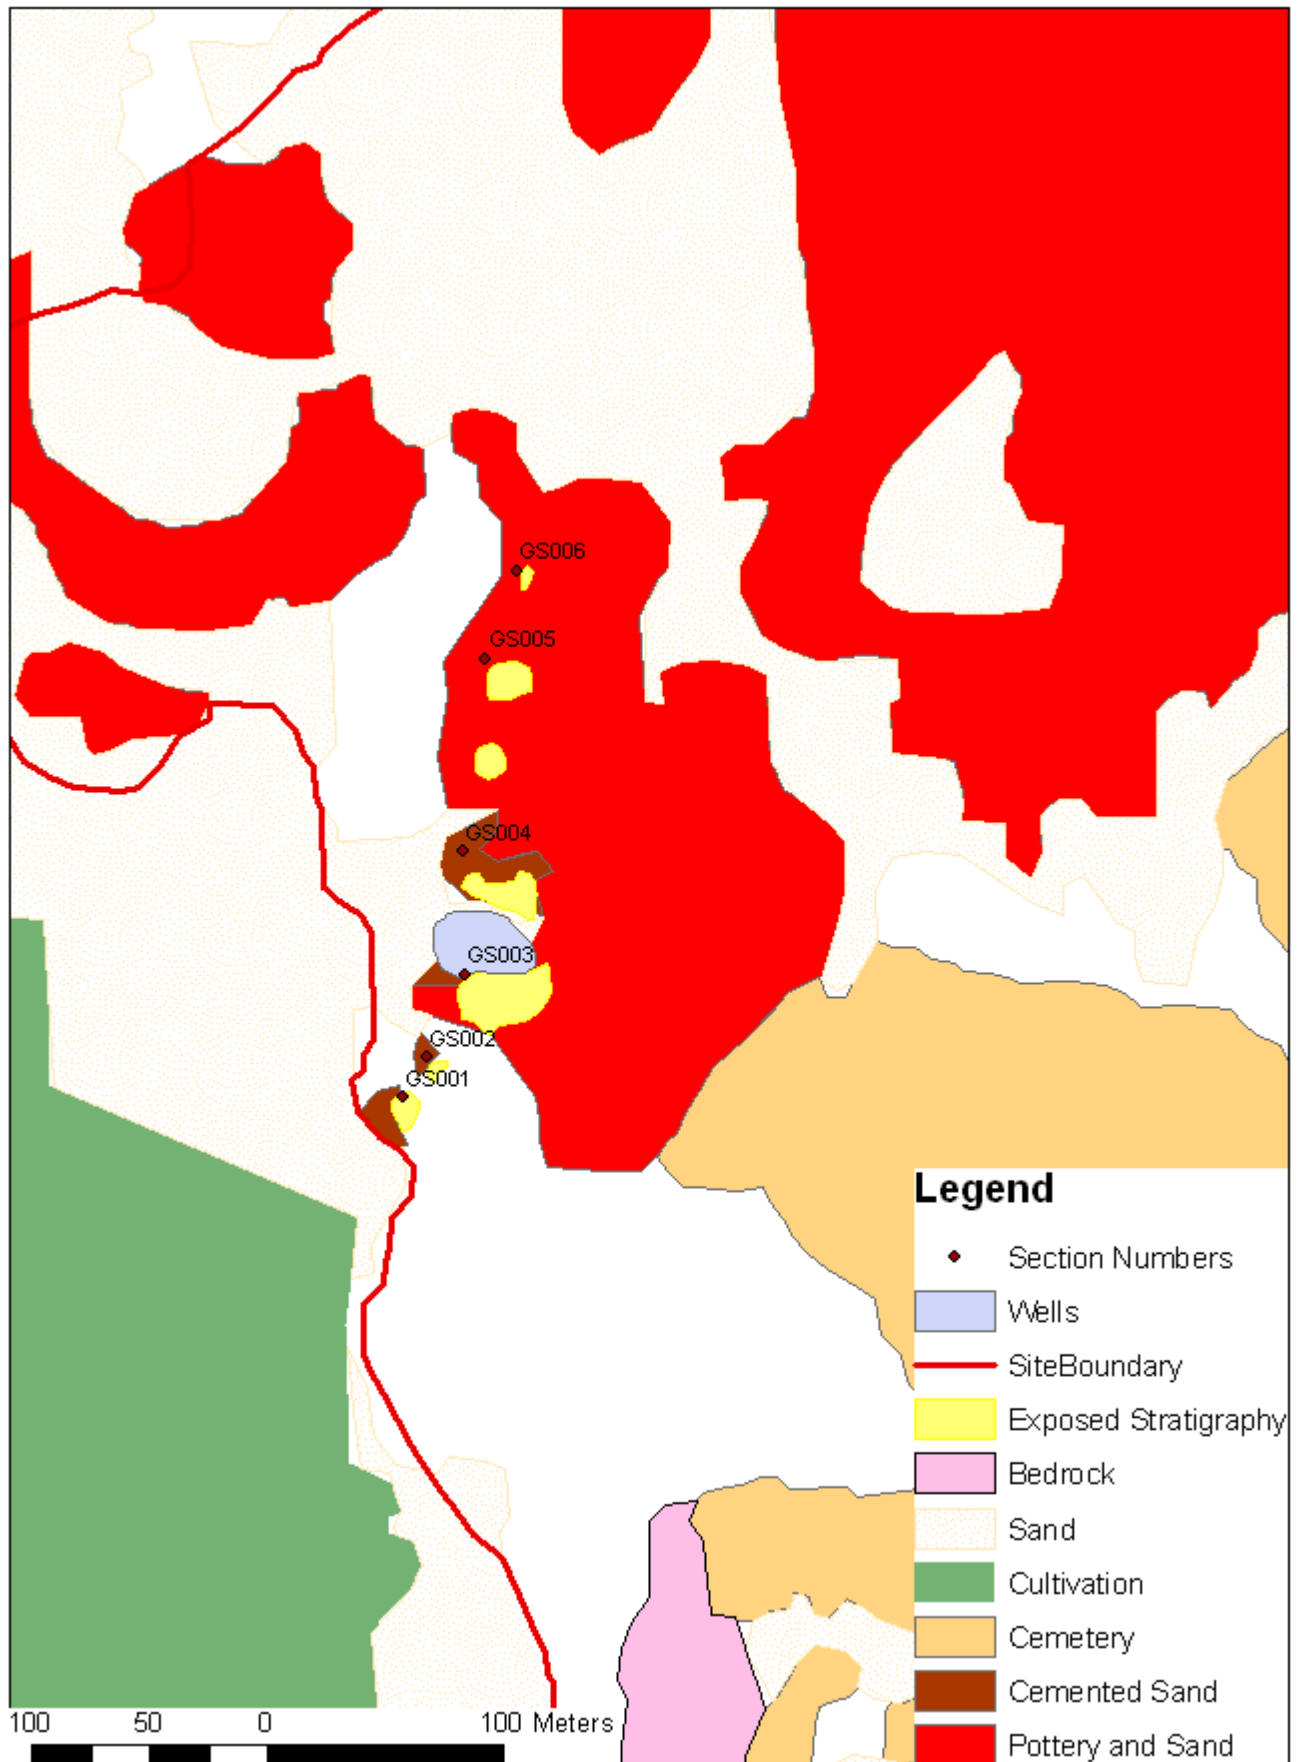 GS006
GS005
GS004
GS003
GS002
GS001
Legend
Section Numbers
Wells
SiteBoundary
Exposed Stratigraphy
Bedrock
Sand
Cultivation
Cemetery
Cemented Sand
Pottery and Sand
100 50 0 100 Meters